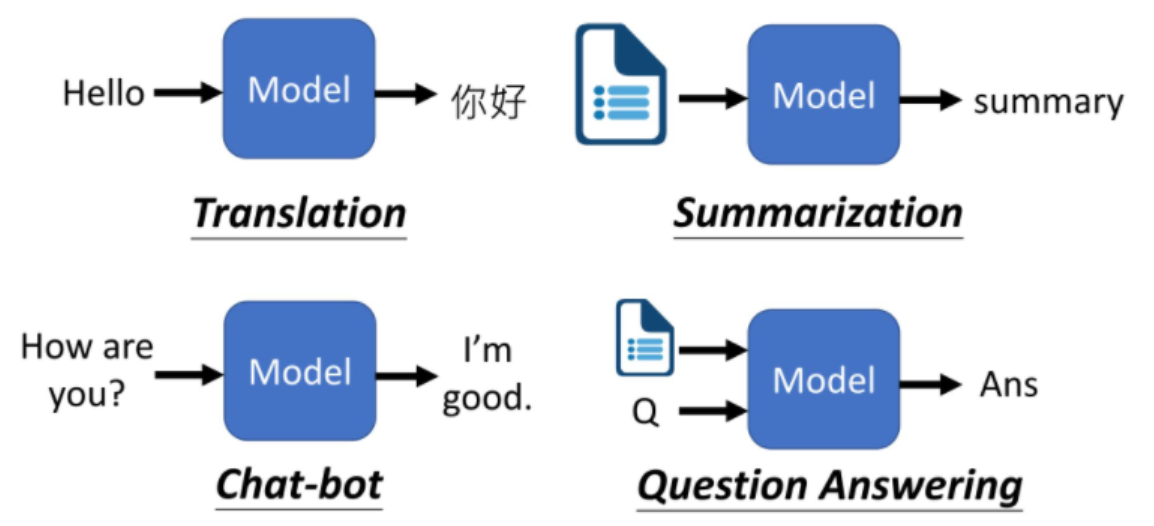 Hello
Model
你好
Translation
Model
summary
Summarization
How are
you?
Model
I'm
good.
Chat-bot
Q
Model
Ans
Question Answering